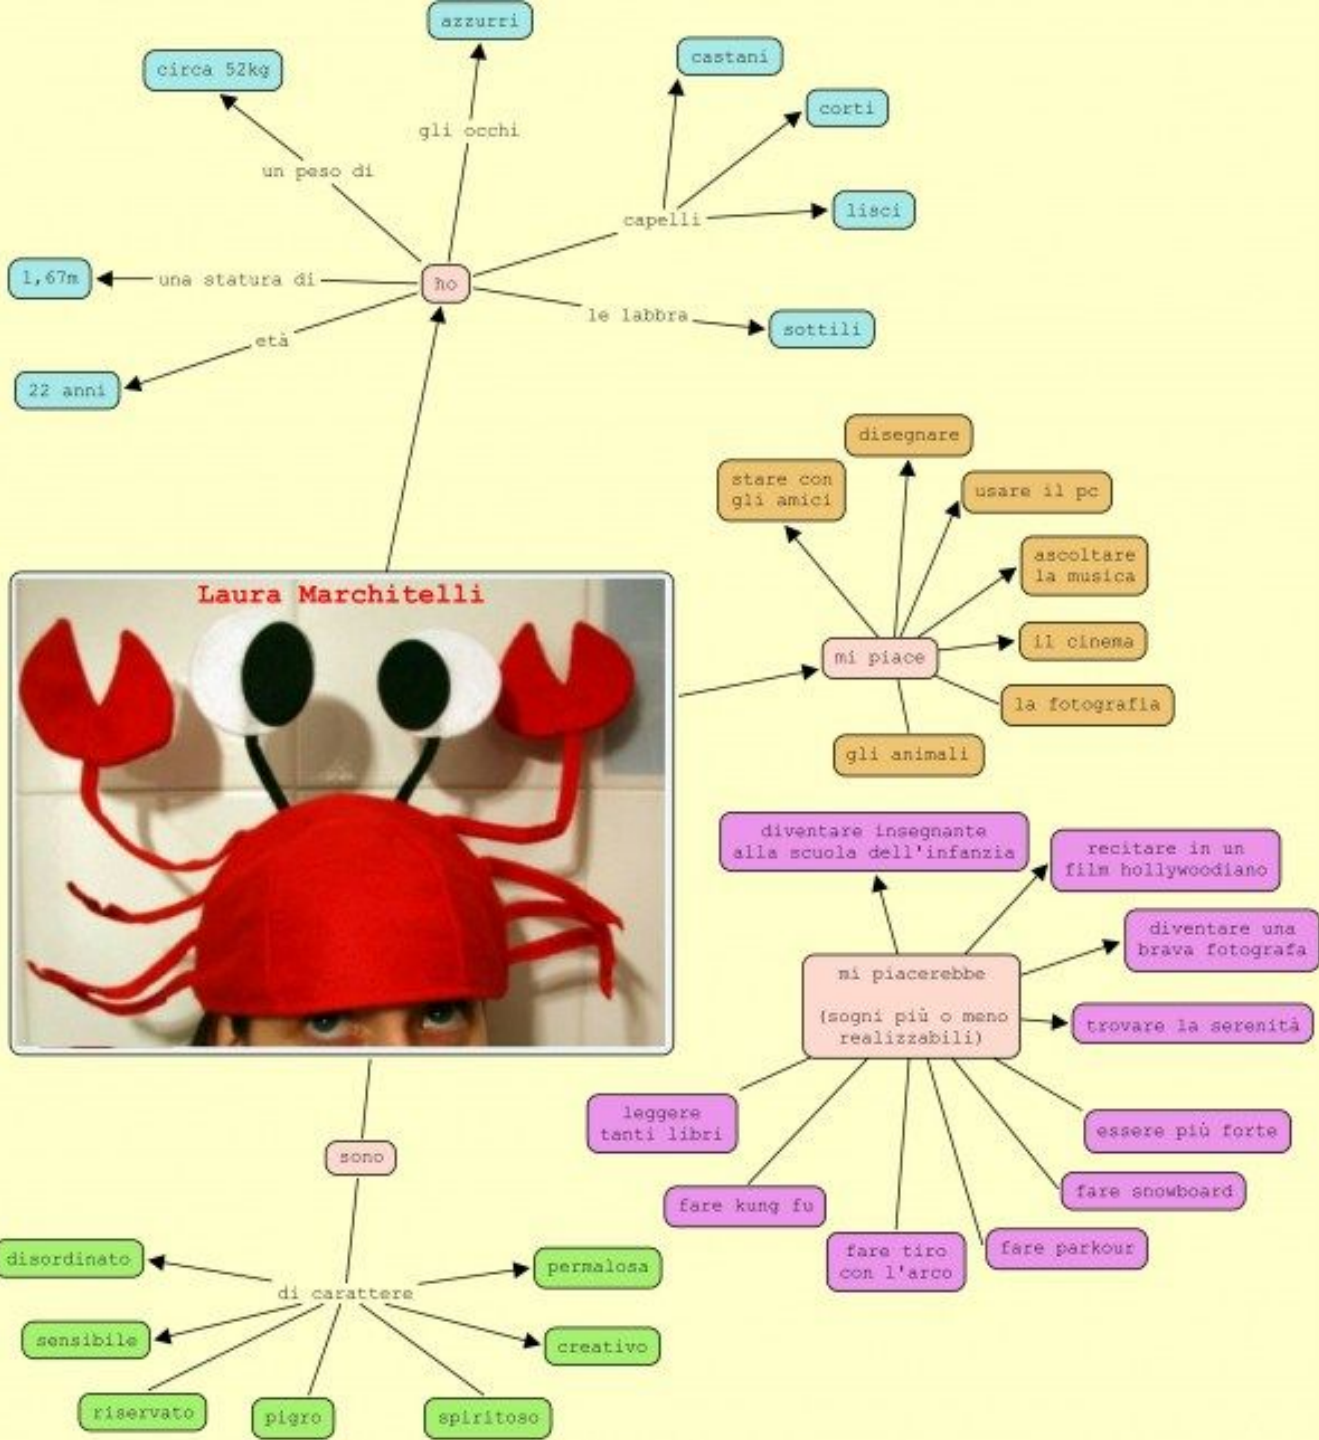 azzurri
circa 52kg
castani
corti
gli occhi
un peso di
lisci
capelli
1,67m
una statura di
ho
le labbra
sottili
età
22 anni
disegnare
stare con
gli amici
usare il pc
ascoltare
la musica
mi piace
il cinema
la fotografia
gli animali
Laura Marchitelli
diventare insegnante
alla scuola dell'infanzia
recitare in un
film hollywoodiano
diventare una
brava fotografa
mi piacerebbe
(sogni più o meno
realizzabili)
trovare la serenità
leggere
tanti libri
essere più forte
fare kung fu
fare snowboard
fare tiro
con l'arco
fare parkour
sono
disordinato
permalosa
di carattere
sensibile
creativo
riservato
pigro
spiritoso